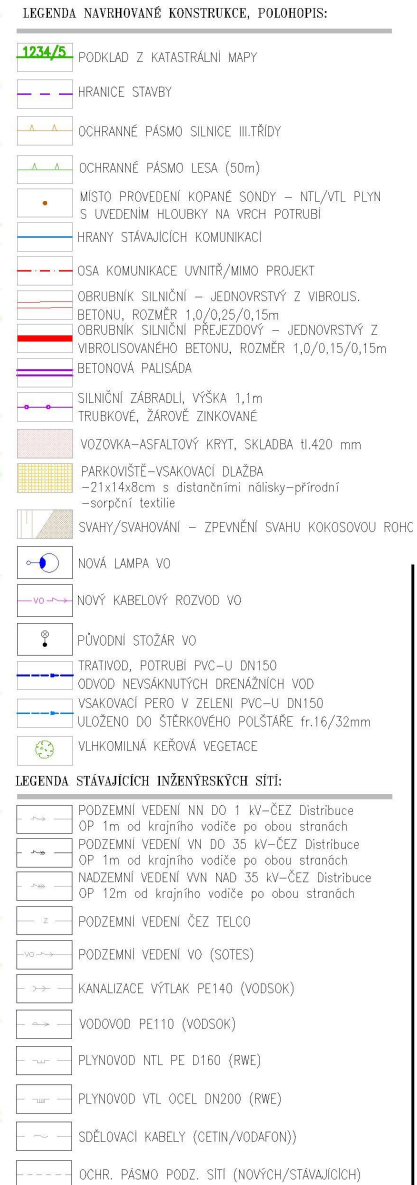 LEGENDA NAVRHOVANÉ KONSTRUKCE, POLOHOPIS:
1234/5 PODKLAD Z KATASTRÁLNÍ MAPY
HRANICE STAVBY
OCHRANNÉ PÁSMO SILNICE III.TŘÍDY
OCHRANNÉ PÁSMO LESA (50m)
MÍSTO PROVEDENÍ KOPANÉ SONDY – NTL/VTL PLYN
S UVEDENIM HLOUBKY NA VRCH POTRUBÍ
HRANY STÁVAJÍCÍCH KOMUNIKACÍ
OSA KOMUNIKACE UVNITŘ/MIMO PROJEKT
OBRUBNÍK SILNIČNÍ – JEDNOVRSTVÝ Z VIBROLIS.
BETONU, ROZMĚR 1,0/0,25/0,15m
OBRUBNÍK SILNIČNÍ PŘEJEZDOVÝ – JEDNOVRSTVÝ Z
VIBROLISOVANÉHO BETONU, ROZMĚR 1,0/0,15/0,15m
BETONOVÁ PALISÁDA
SILNIČNÍ ZÁBRADLÍ, VÝŠKA 1,1m
TRUBKOVÉ, ŽÁROVĚ ZINKOVANÉ
VOZOVKA–ASFALTOVÝ KRYT, SKLADBA tl.420 mm
PARKOVIŠTĚ–VSAKOVACÍ DLAŽBA
–21x14x8cm s distančními nálisky–přírodní
–sorpční textilie
SVAHY/SVAHOVÁNÍ – ZPEVNĚNÍ SVAHU KOKOSOVOU ROHO
NOVÁ LAMPA VO
VO NOVÝ KABELOVÝ ROZVOD VO
PŮVODNÍ STOŽÁR VO
TRATIVOD, POTRUBÍ PVC–U DN150
ODVOD NEVSÁKNUTÝCH DRENÁŽNÍCH VOD
VSAKOVACÍ PERO V ZELENI PVC–U DN150
ULOŽENO DO ŠTĚRKOVÉHO POLŠTÁŘE fr.16/32mm
VLHKOMILNÁ KEŘOVÁ VEGETACE
LEGENDA STÁVAJÍCÍCH INŽENÝRSKÝCH SÍTÍ:
PODZEMNÍ VEDENÍ NN DO 1 kV–ČEZ Distribuce
OP 1m od krajního vodiče po obou stranách
PODZEMNÍ VEDENÍ VN DO 35 kV–ČEZ Distribuce
OP 1m od krajního vodiče po obou stranách
NADZEMNÍ VEDENÍ VVN NAD 35 kV–ČEZ Distribuce
OP 12m od krajního vodiče po obou stranách
Z PODZEMNÍ VEDENÍ ČEZ TELCO
VO PODZEMNÍ VEDENÍ VO (SOTES)
KANALIZACE VÝTLAK PE140 (VODSOK)
VODOVOD PE110 (VODSOK)
PLYNOVOD NTL PE D160 (RWE)
PLYNOVOD VTL OCEL DN200 (RWE)
SDĚLOVACÍ KABELY (CETIN/VODAFON))
OCHR. PÁSMO PODZ. SÍTÍ (NOVÝCH/STÁVAJÍCÍCH)